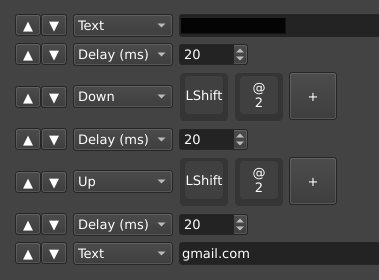 ▲ ▼ Text
▲ ▼ Delay (ms) 20
▲ ▼ Down LShift @ 2 +
▲ ▼ Delay (ms) 20
▲ ▼ Up LShift @ 2 +
▲ ▼ Delay (ms) 20
▲ ▼ Text gmail.com